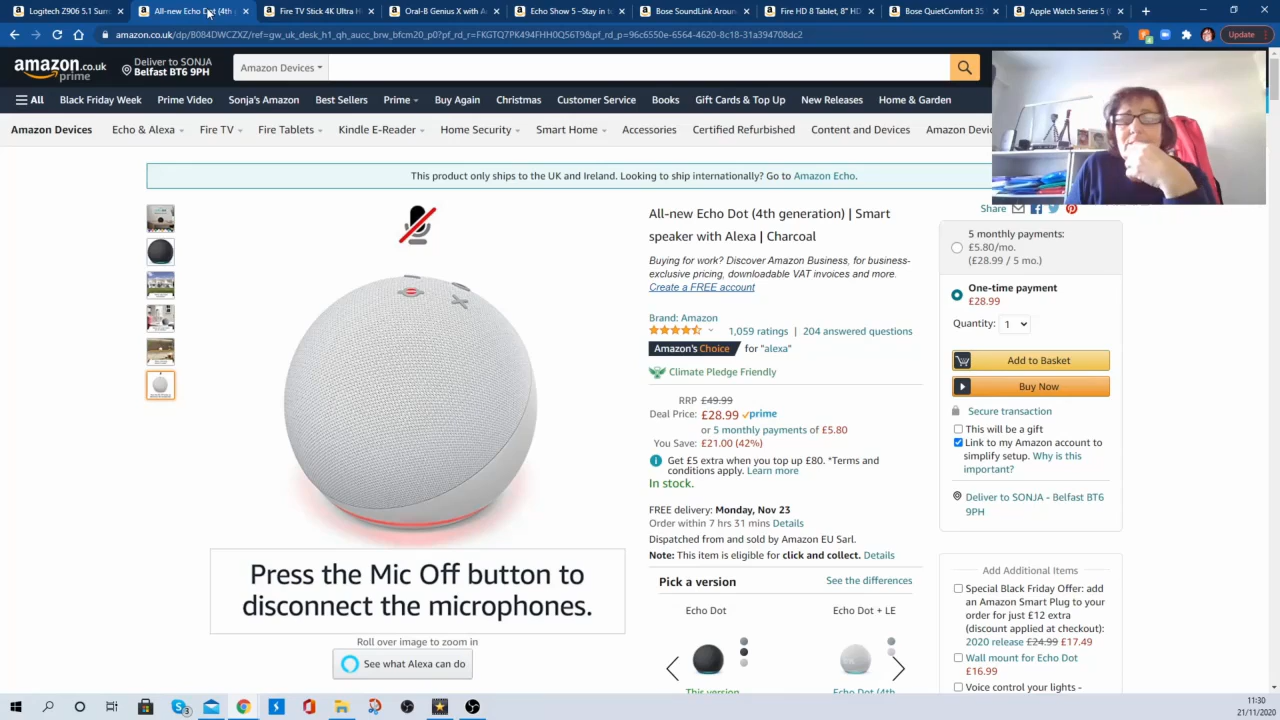 Logitech Z906 5.1 Surr
All-new Echo Dot (4th
Fire TV Stick 4K Ultra H
Oral-B Genius X with A
Echo Show 5 –Stay in t
Bose SoundLink Around
Fire HD 8 Tablet, 8" HD
Bose QuietComfort 35
Apple Watch Series 5 (
amazon.co.uk/dp/B084DWCZXZ/ref=gw_uk_desk_h1_qh_aucc_brw_bfcm20_p0?pf_rd_r=FKGTQ7PK494FHH0Q56T9&pf_rd_p=96c6550e-6564-4620-8c18-31a394708dc2
Update
amazon.co.uk
prime
Deliver to SONJA
Belfast BT6 9PH
Amazon Devices
All
Black Friday Week
Prime Video
Sonja's Amazon
Best Sellers
Prime
Buy Again
Christmas
Customer Service
Books
Gift Cards & Top Up
New Releases
Home & Garden
Amazon Devices
Echo & Alexa
Fire TV
Fire Tablets
Kindle E-Reader
Home Security
Smart Home
Accessories
Certified Refurbished
Content and Devices
Amazon Devi
This product only ships to the UK and Ireland. Looking to ship internationally? Go to Amazon Echo.
Share
All-new Echo Dot (4th generation) | Smart
speaker with Alexa | Charcoal
Buying for work? Discover Amazon Business, for business-
exclusive pricing, downloadable VAT invoices and more.
Create a FREE account
Brand: Amazon
1,059 ratings | 204 answered questions
Amazon's Choice for "alexa"
Climate Pledge Friendly
RRP £49.99
Deal Price: £28.99 prime
or 5 monthly payments of £5.80
You Save: £21.00 (42%)
Get £5 extra when you top up £80. *Terms and
conditions apply. Learn more
In stock.
FREE delivery: Monday, Nov 23
Order within 7 hrs 31 mins Details
Dispatched from and sold by Amazon EU Sarl.
Note: This item is eligible for click and collect. Details
Pick a version See the differences
Echo Dot
Echo Dot + LE
This version
Echo Dot (4th
Press the Mic Off button to
disconnect the microphones.
Roll over image to zoom in
See what Alexa can do
5 monthly payments:
£5.80/mo.
(£28.99 / 5 mo.)
One-time payment
£28.99
Quantity: 1
Add to Basket
Buy Now
Secure transaction
This will be a gift
Link to my Amazon account to
simplify setup. Why is this
important?
Deliver to SONJA - Belfast BT6
9PH
Add Additional Items
Special Black Friday Offer: add
an Amazon Smart Plug to your
order for just £12 extra
(discount applied at checkout):
2020 release £24.99 £17.49
Wall mount for Echo Dot
£16.99
Voice control your lights -
3
11:30
21/11/2020